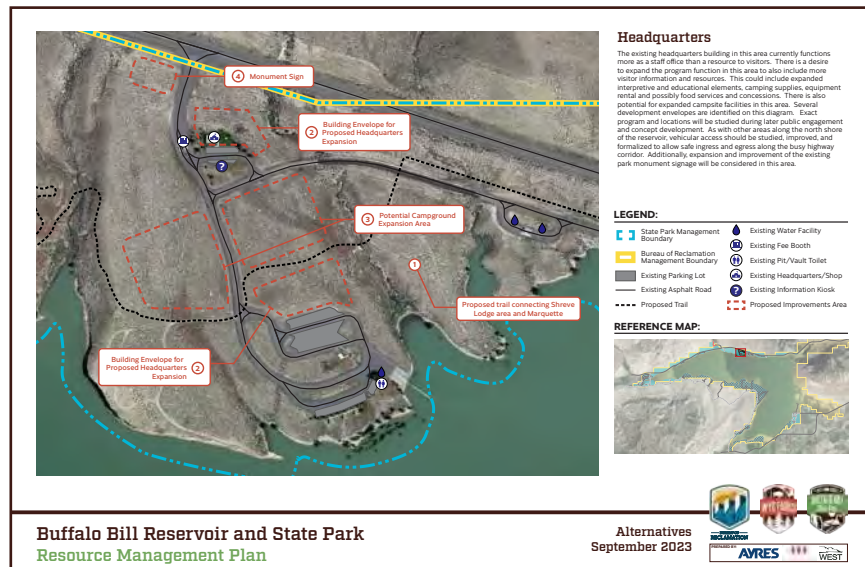 Headquarters
The existing headquarters building in this area currently functions
more as a staff office than a resource to visitors. There is a desire
to expand the program function in this area to also include more
visitor information and resources. This could include expanded
interpretive and educational elements, camping supplies, equipment
rental and possibly food services and concessions. There is also
potential for expanded campsite facilities in this area. Several
development envelopes are identified on this diagram. Exact
program and locations will be studied during later public engagement
and concept development. As with other areas along the north shore
of the reservoir, vehicular access should be studied, improved, and
formalized to allow safe ingress and egress along the busy highway
corridor. Additionally, expansion and improvement of the existing
park monument signage will be considered in this area.
4 Monument Sign
2 Building Envelope for
Proposed Headquarters
Expansion
?
3 Potential Campground
Expansion Area
1
Proposed trail connecting Shreve
Lodge area and Marquette
Building Envelope for
Proposed Headquarters 2
Expansion
LEGEND:
State Park Management
Boundary
Bureau of Reclamation
Management Boundary
Existing Parking Lot
Existing Asphalt Road
Proposed Trail
Existing Water Facility
Existing Fee Booth
Existing Pit/Vault Toilet
Existing Headquarters/Shop
? Existing Information Kiosk
Proposed Improvements Area
REFERENCE MAP:
Buffalo Bill Reservoir and State Park
Resource Management Plan
Alternatives
September 2023
RECLAMATION
PREPARED BY:
AYRES
WEST